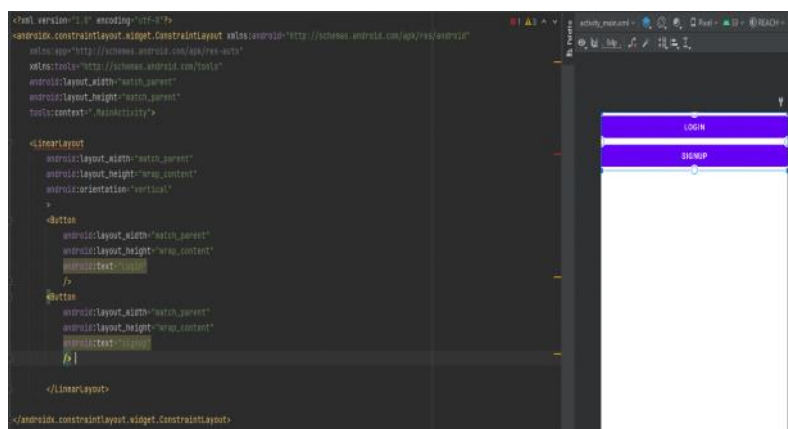 <?xml version="1.0" encoding="utf-8"?>
<androidx.constraintlayout.widget.ConstraintLayout xmlns:android="http://schemas.android.com/apk/res/android"
xmlns:app="http://schemas.android.com/apk/res-auto"
xmlns:tools="http://schemas.android.com/tools"
android:layout_width="match_parent"
android:layout_height="match_parent"
tools:context=".MainActivity">
<LinearLayout
android:layout_width="match_parent"
android:layout_height="wrap_content"
android:orientation="vertical"
>
<Button
android:layout_width="match_parent"
android:layout_height="wrap_content"
android:text="Login"
/>
<Button
android:layout_width="match_parent"
android:layout_height="wrap_content"
android:text="signup"
/>
</LinearLayout>
</androidx.constraintlayout.widget.ConstraintLayout>
1 3
Palette
activity_main.xml
Pixel
LOGIN
SIGNUP